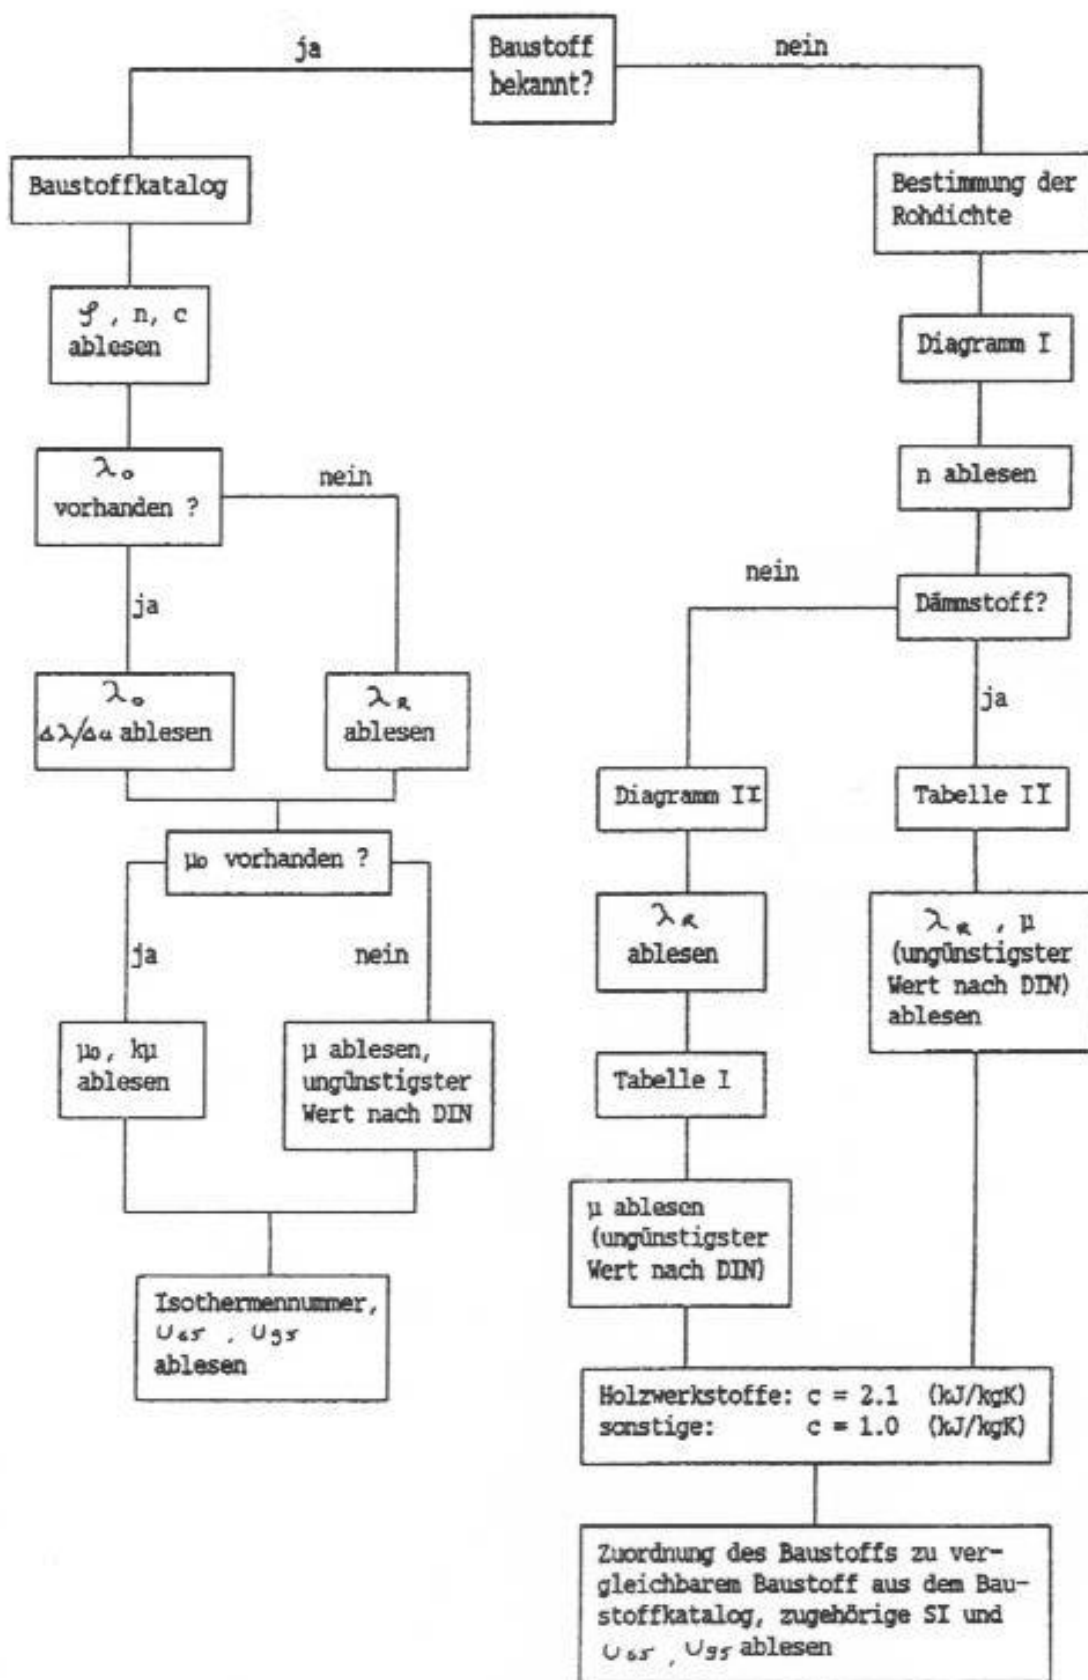 Baustoff
bekannt?
ja
nein
Baustoffkatalog
ρ, n, c
ablesen
λ₀
vorhanden ?
nein
ja
λ₀
Δλ/Δu ablesen
λR
ablesen
μ₀ vorhanden ?
ja
nein
μ₀, kμ
ablesen
μ ablesen,
ungünstigster
Wert nach DIN
Isothermennummer,
U₆₅ , U₉₅
ablesen
Bestimmung der
Rohdichte
Diagramm I
n ablesen
Dämmstoff?
nein
ja
Diagramm II
λR
ablesen
Tabelle I
μ ablesen
(ungünstigster
Wert nach DIN)
Tabelle II
λR , μ
(ungünstigster
Wert nach DIN)
ablesen
Holzwerkstoffe: c = 2.1 (kJ/kgK)
sonstige: c = 1.0 (kJ/kgK)
Zuordnung des Baustoffs zu ver-
gleichbarem Baustoff aus dem Bau-
stoffkatalog, zugehörige SI und
U₆₅ , U₉₅ ablesen